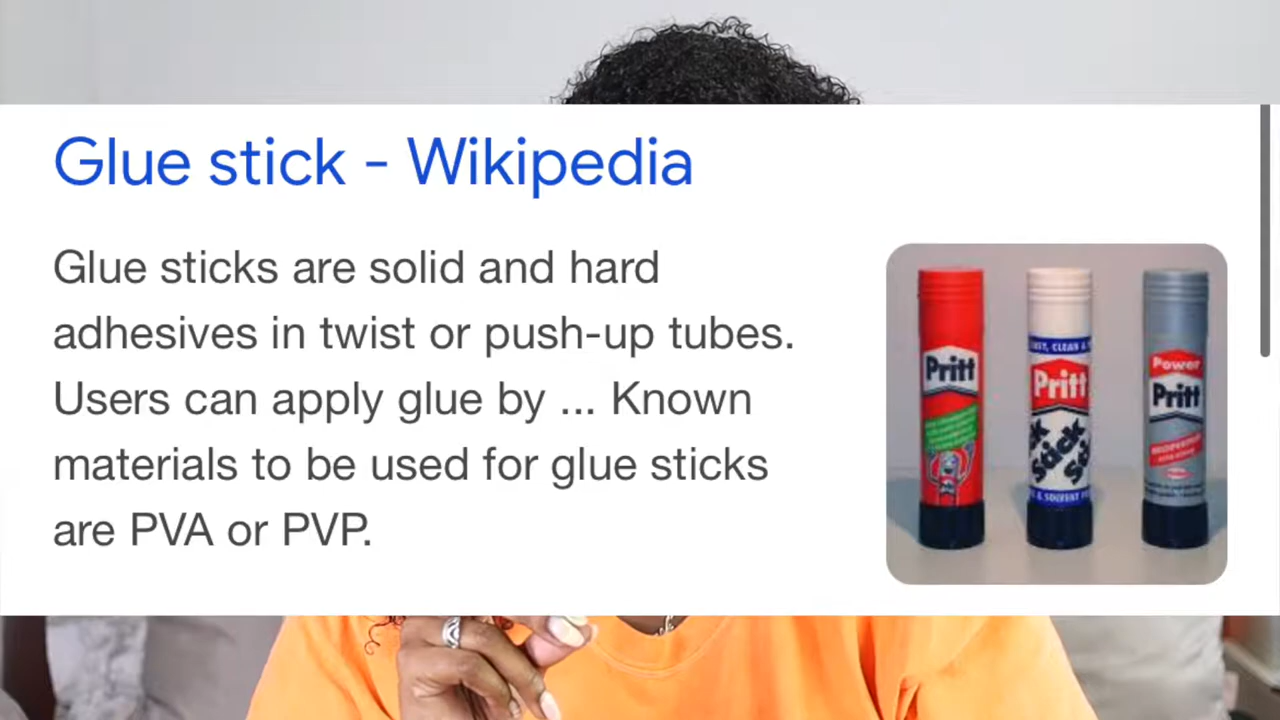 Glue stick - Wikipedia
Glue sticks are solid and hard
adhesives in twist or push-up tubes.
Users can apply glue by ... Known
materials to be used for glue sticks
are PVA or PVP.
Pritt
Pritt
Stick
Power
Pritt